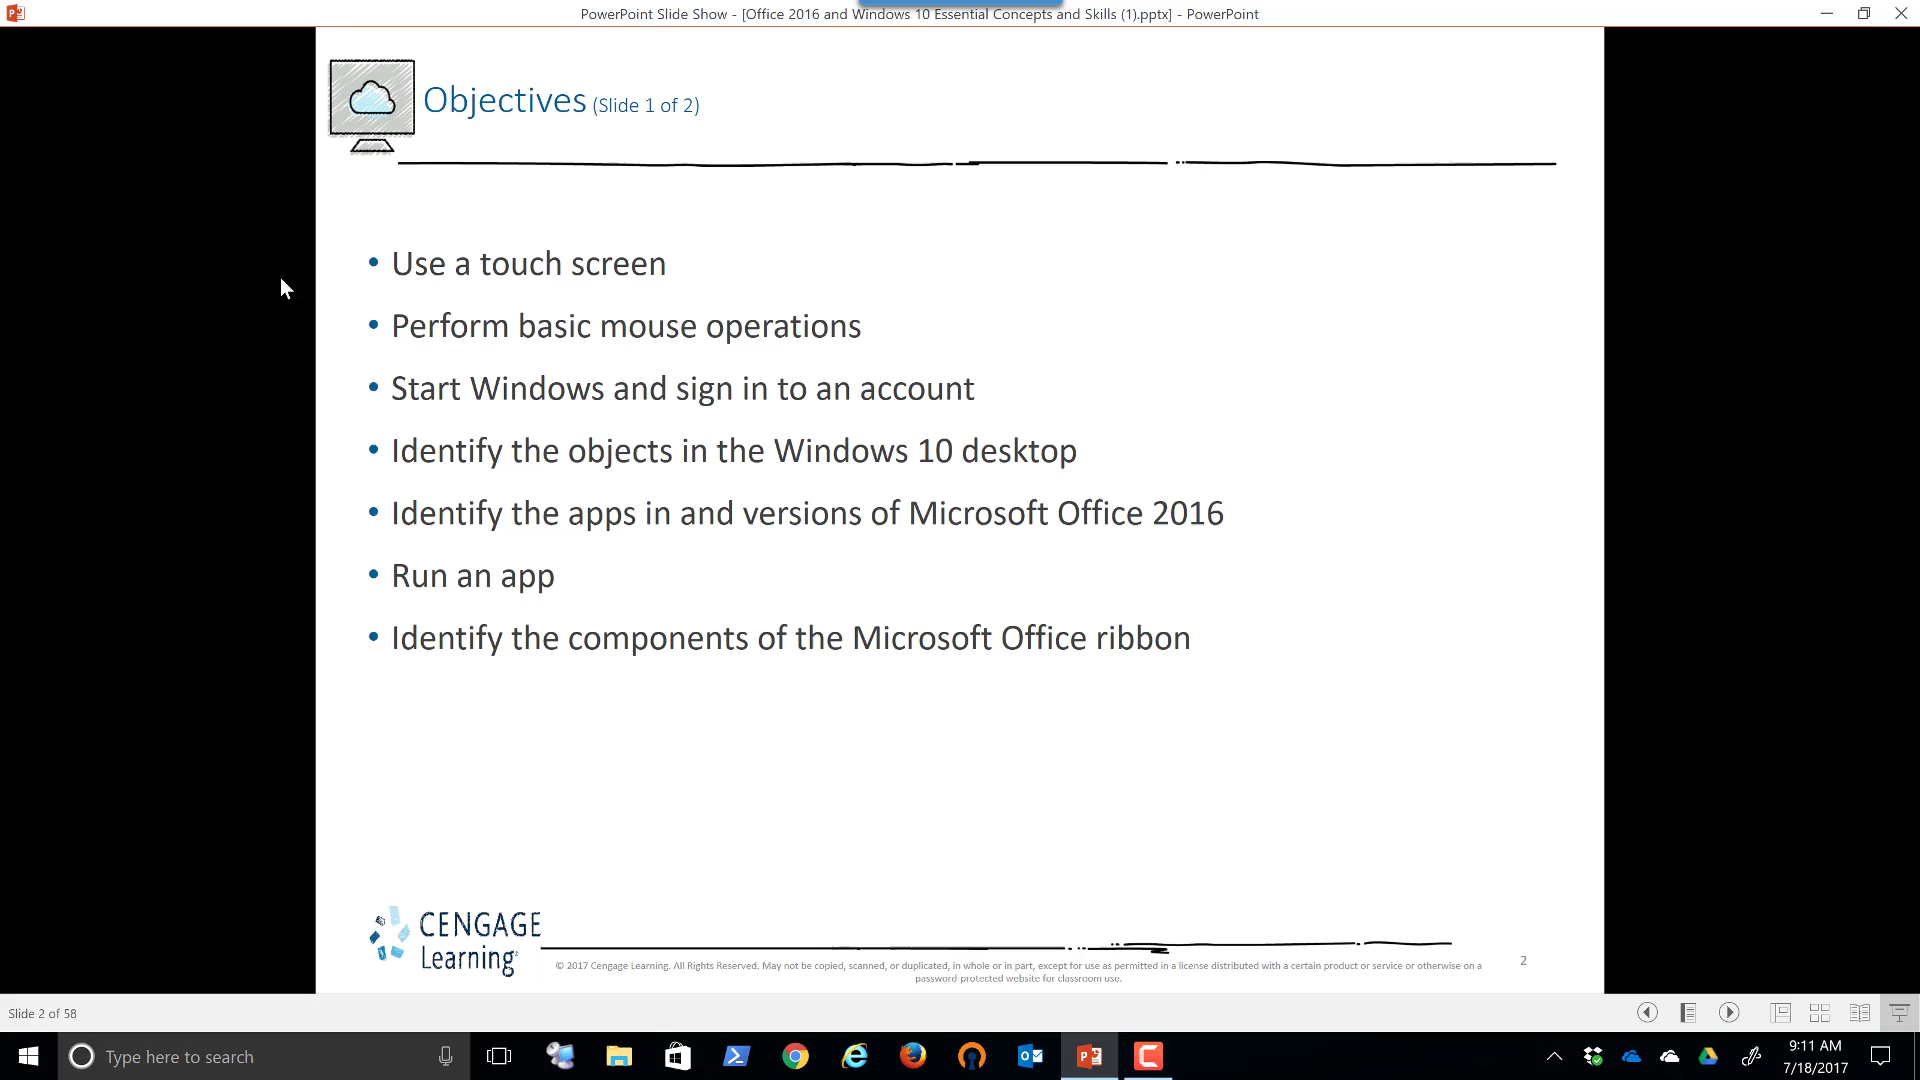 PowerPoint Slide Show - [Office 2016 and Windows 10 Essential Concepts and Skills (1).pptx] - PowerPoint
Objectives (Slide 1 of 2)
• Use a touch screen
• Perform basic mouse operations
• Start Windows and sign in to an account
• Identify the objects in the Windows 10 desktop
• Identify the apps in and versions of Microsoft Office 2016
• Run an app
• Identify the components of the Microsoft Office ribbon
CENGAGE
Learning®
© 2017 Cengage Learning. All Rights Reserved. May not be copied, scanned, or duplicated, in whole or in part, except for use as permitted in a license distributed with a certain product or service or otherwise on a
password-protected website for classroom use.
2
Slide 2 of 58
Type here to search
9:11 AM
7/18/2017